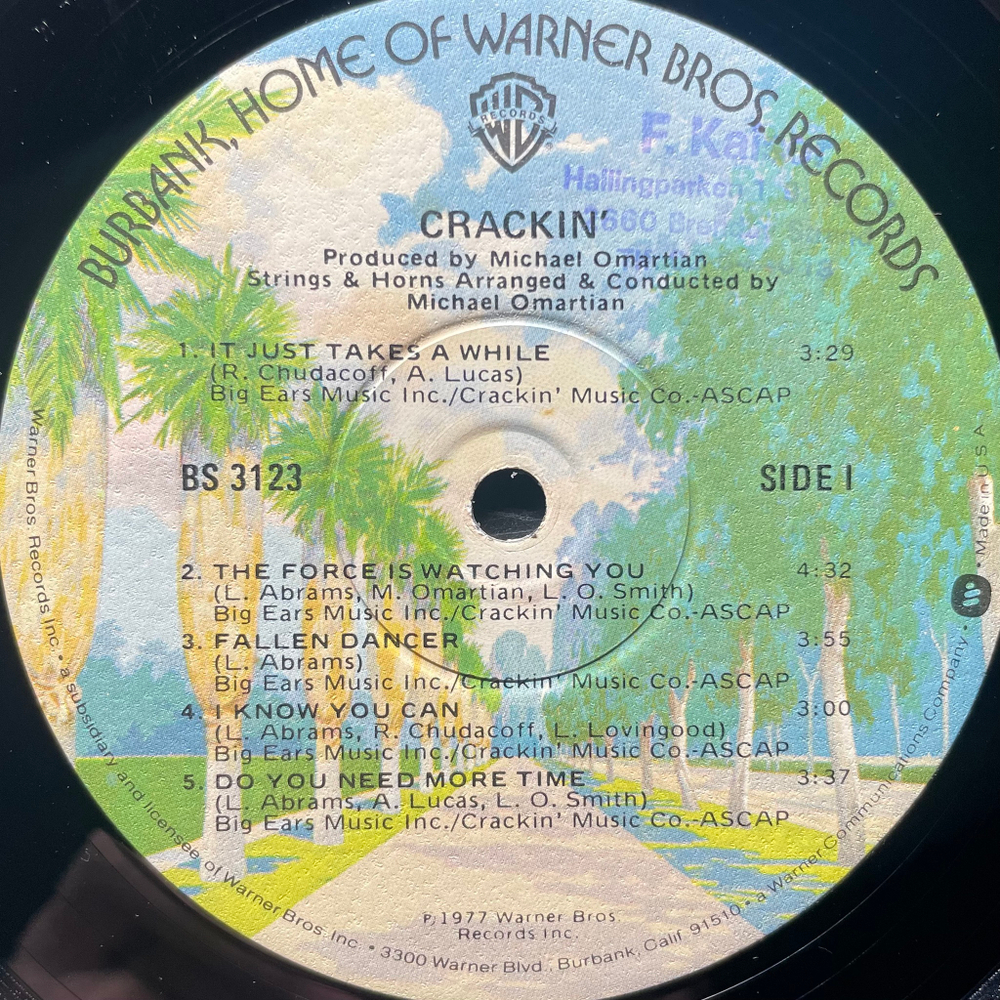 BURBANK, HOME OF WARNER BROS. RECORDS
RECORDS
F. Kai
Hallingparken
CRACKIN'
Produced by Michael Omartian
Strings & Horns Arranged & Conducted by
Michael Omartian
1. IT JUST TAKES A WHILE 3:29
(R. Chudacoff, A. Lucas)
Big Ears Music Inc./Crackin' Music Co.-ASCAP
BS 3123 SIDE I
2. THE FORCE IS WATCHING YOU 4:32
(L. Abrams, M. Omartian, L. O. Smith)
Big Ears Music Inc./Crackin' Music Co.-ASCAP
3. FALLEN DANCER 3:55
(L. Abrams)
Big Ears Music Inc./Crackin' Music Co.-ASCAP
4. I KNOW YOU CAN 3:00
(L. Abrams, R. Chudacoff, L. Lovingood)
Big Ears Music Inc./Crackin' Music Co.-ASCAP
5. DO YOU NEED MORE TIME 3:37
(L. Abrams, A. Lucas, L. O. Smith)
Big Ears Music Inc./Crackin' Music Co.-ASCAP
℗ 1977 Warner Bros.
Records Inc.
Warner Bros. Records Inc. • a subsidiary and licensee of Warner Bros. Inc. • 3300 Warner Blvd., Burbank, Calif. 91510 • a Warner Communications Company • Made in U S A